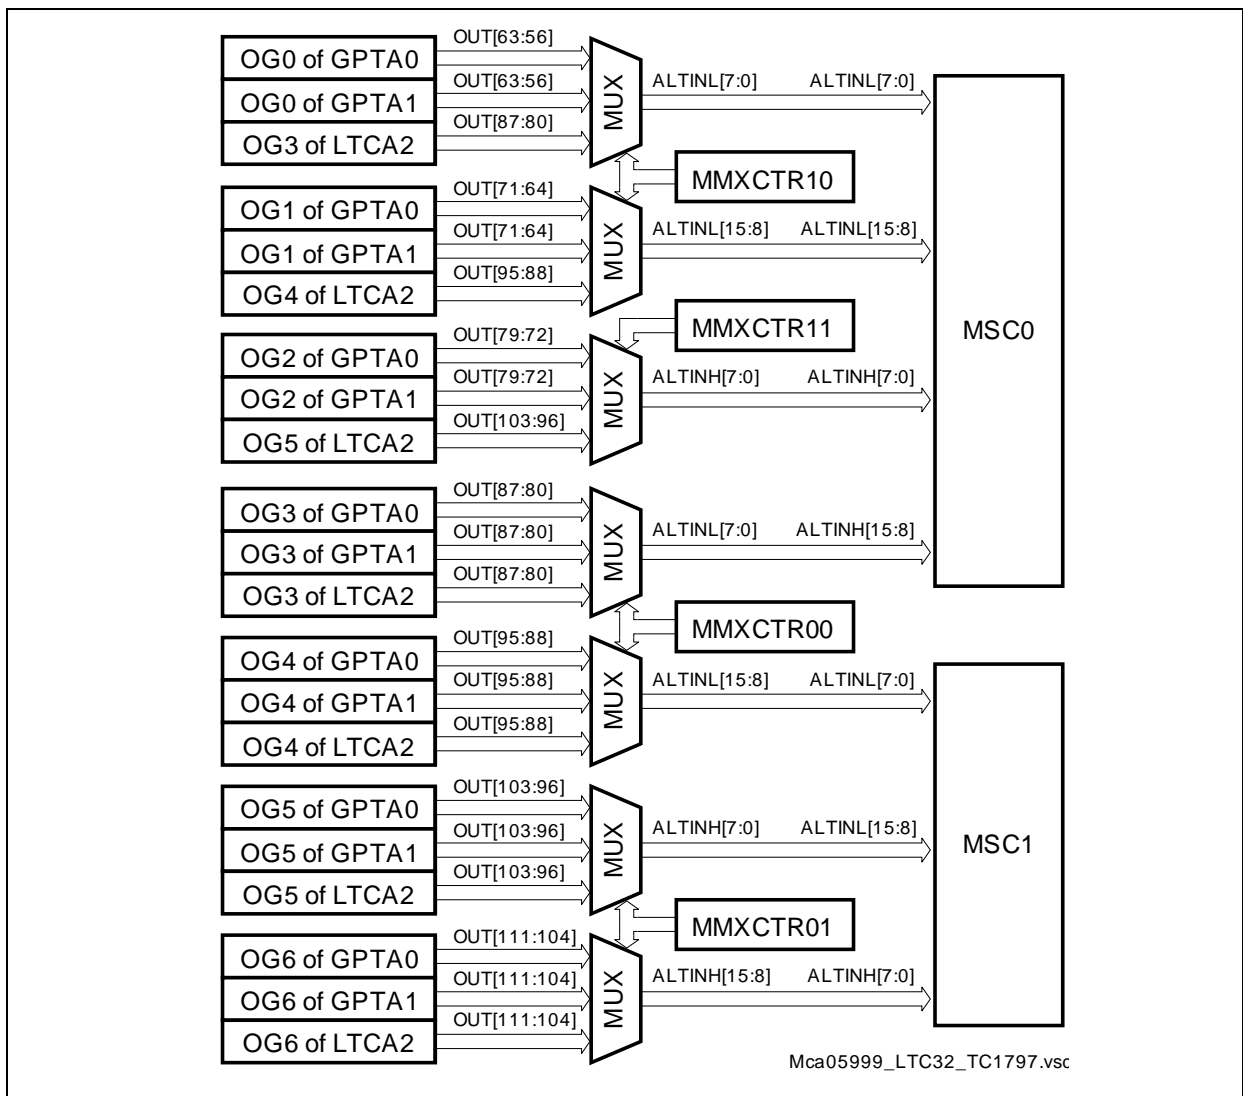 OUT[63:56]
OG0 of GPTA0
OUT[63:56]
ALTINL[7:0] ALTINL[7:0]
OG0 of GPTA1
OUT[87:80]
OG3 of LTCA2
MUX
MMXCTR10
OUT[71:64]
OG1 of GPTA0
OUT[71:64]
ALTINL[15:8] ALTINL[15:8]
OG1 of GPTA1
OUT[95:88]
OG4 of LTCA2
MUX
MMXCTR11
MSC0
OUT[79:72]
OG2 of GPTA0
OUT[79:72]
ALTINH[7:0] ALTINH[7:0]
OG2 of GPTA1
OUT[103:96]
OG5 of LTCA2
MUX
OUT[87:80]
OG3 of GPTA0
OUT[87:80]
ALTINL[7:0] ALTINH[15:8]
OG3 of GPTA1
OUT[87:80]
OG3 of LTCA2
MUX
MMXCTR00
OUT[95:88]
OG4 of GPTA0
OUT[95:88]
ALTINL[15:8] ALTINL[7:0]
OG4 of GPTA1
OUT[95:88]
OG4 of LTCA2
MUX
OUT[103:96]
OG5 of GPTA0
OUT[103:96]
ALTINH[7:0] ALTINL[15:8]
OG5 of GPTA1
OUT[103:96]
OG5 of LTCA2
MUX
MSC1
MMXCTR01
OUT[111:104]
OG6 of GPTA0
OUT[111:104]
ALTINH[15:8] ALTINH[7:0]
OG6 of GPTA1
OUT[111:104]
OG6 of LTCA2
MUX
Mca05999_LTC32_TC1797.vsd